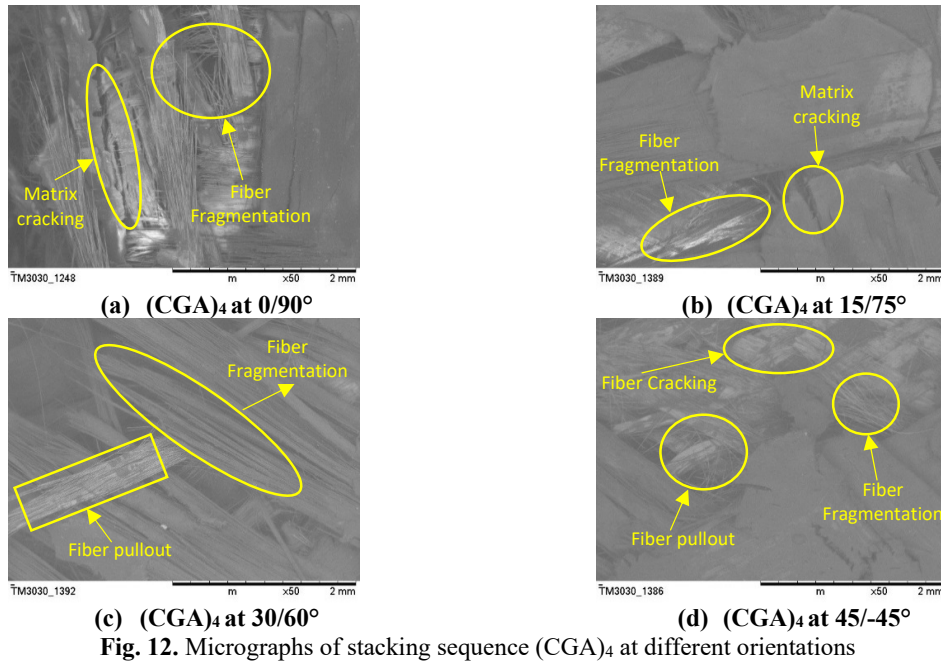 Matrix
cracking
Fiber
Fragmentation
TM3030_1248 m x50 2 mm
(a) (CGA)₄ at 0/90°
Matrix
cracking
Fiber
Fragmentation
TM3030_1389 m x50 2 mm
(b) (CGA)₄ at 15/75°
Fiber
Fragmentation
Fiber pullout
TM3030_1392 m x50 2 mm
(c) (CGA)₄ at 30/60°
Fiber Cracking
Fiber pullout
Fiber
Fragmentation
TM3030_1386 m x50 2 mm
(d) (CGA)₄ at 45/-45°
Fig. 12. Micrographs of stacking sequence (CGA)₄ at different orientations